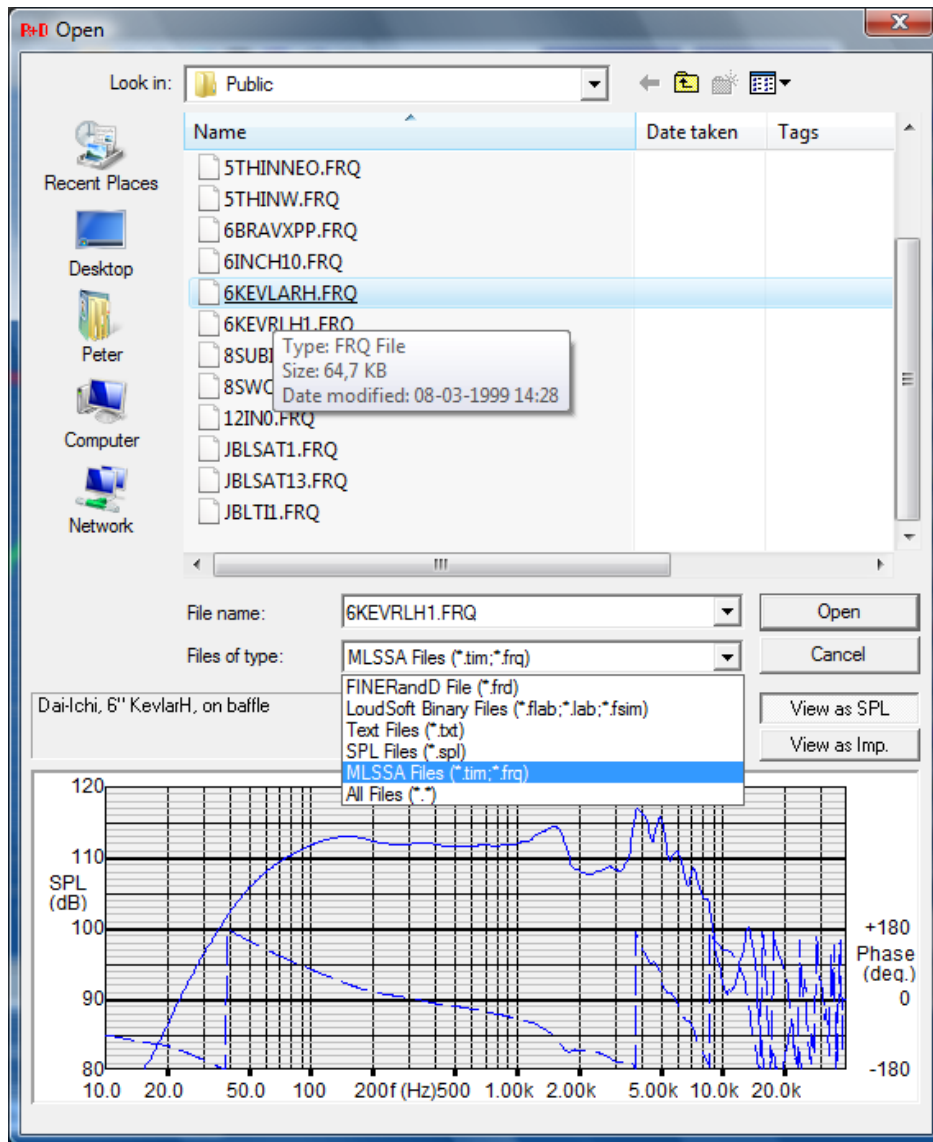 R+D Open
X
Look in: Public
Name Date taken Tags
Recent Places
Desktop
Peter
Computer
Network
5THINNEO.FRQ
5THINW.FRQ
6BRAVXPP.FRQ
6INCH10.FRQ
6KEVLARH.FRQ
6KEVRLH1.FRQ
8SUB
8SWC
12IN0.FRQ
JBLSAT1.FRQ
JBLSAT13.FRQ
JBLTI1.FRQ
Type: FRQ File
Size: 64,7 KB
Date modified: 08-03-1999 14:28
File name: 6KEVRLH1.FRQ Open
Files of type: MLSSA Files (*.tim;*.frq) Cancel
FINERandD File (*.frd)
LoudSoft Binary Files (*.flab;*.lab;*.fsim)
Text Files (*.txt)
SPL Files (*.spl)
MLSSA Files (*.tim;*.frq)
All Files (*.*)
Dai-Ichi, 6" KevlarH, on baffle
View as SPL
View as Imp.
120
110
SPL
(dB)
100
90
80
+180
Phase
(deg.)
0
-180
10.0 20.0 50.0 100 200 f (Hz) 500 1.00k 2.00k 5.00k 10.0k 20.0k